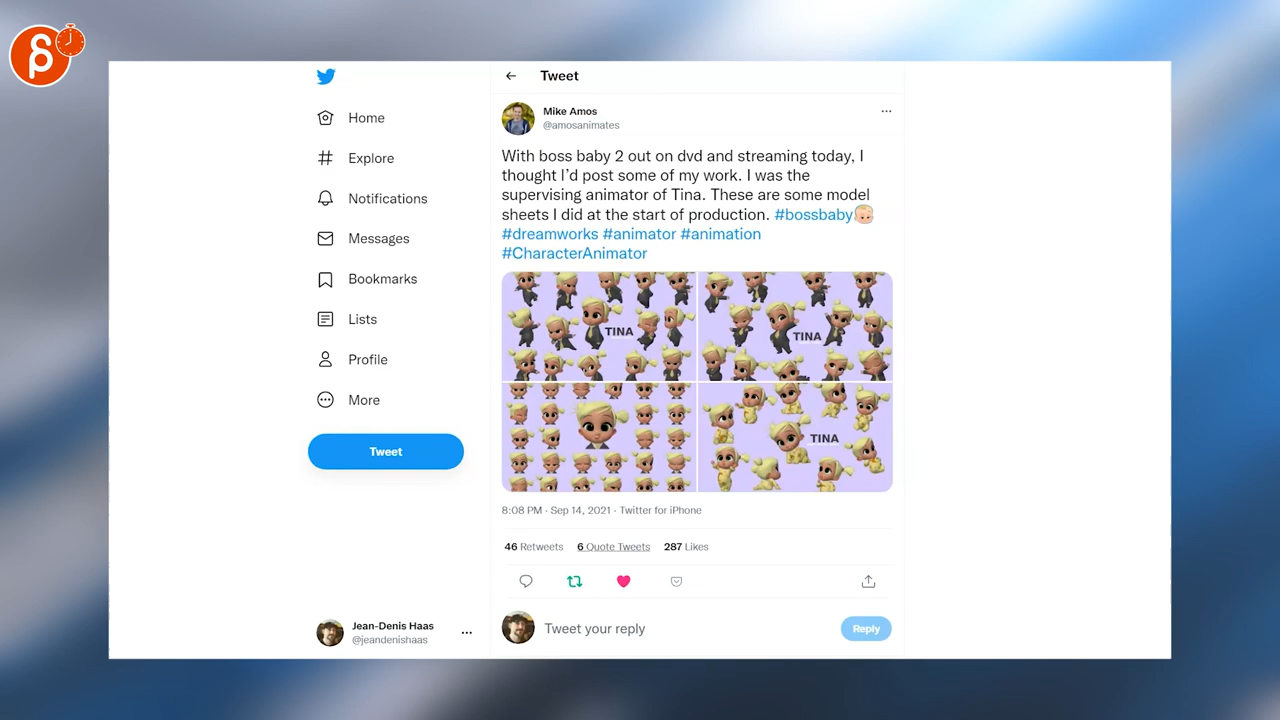 Tweet
Mike Amos
@amosanimates
Home
Explore
Notifications
Messages
Bookmarks
Lists
Profile
More
Tweet
With boss baby 2 out on dvd and streaming today, I
thought I'd post some of my work. I was the
supervising animator of Tina. These are some model
sheets I did at the start of production. #bossbaby
#dreamworks #animator #animation
#CharacterAnimator
TINA
TINA
TINA
8:08 PM · Sep 14, 2021 · Twitter for iPhone
46 Retweets 6 Quote Tweets 287 Likes
Jean-Denis Haas
@jeandenishaas
Tweet your reply
Reply